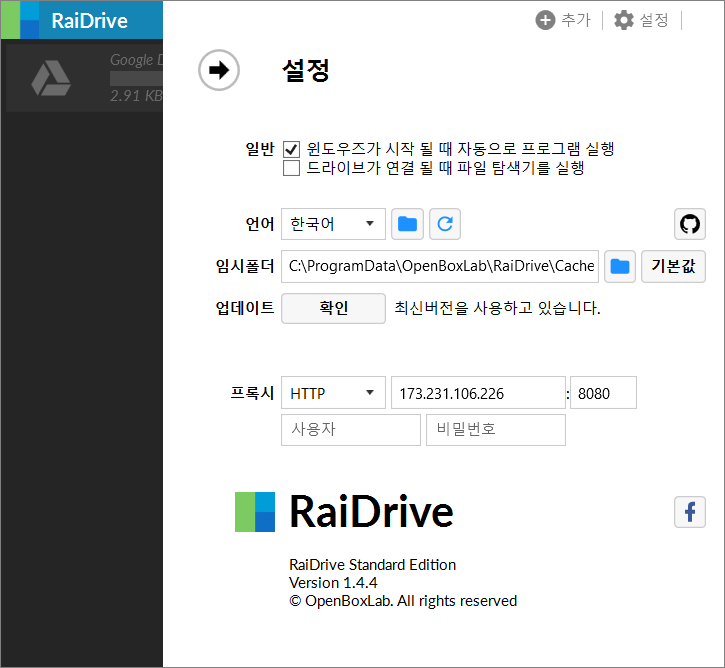 RaiDrive
추가
설정
Google D
2.91 KB
설정
일반
윈도우즈가 시작 될 때 자동으로 프로그램 실행
드라이브가 연결 될 때 파일 탐색기를 실행
언어 한국어
임시폴더 C:\ProgramData\OpenBoxLab\RaiDrive\Cache 기본값
업데이트 확인 최신버전을 사용하고 있습니다.
프록시 HTTP 173.231.106.226 : 8080
사용자 비밀번호
RaiDrive
RaiDrive Standard Edition
Version 1.4.4
© OpenBoxLab. All rights reserved